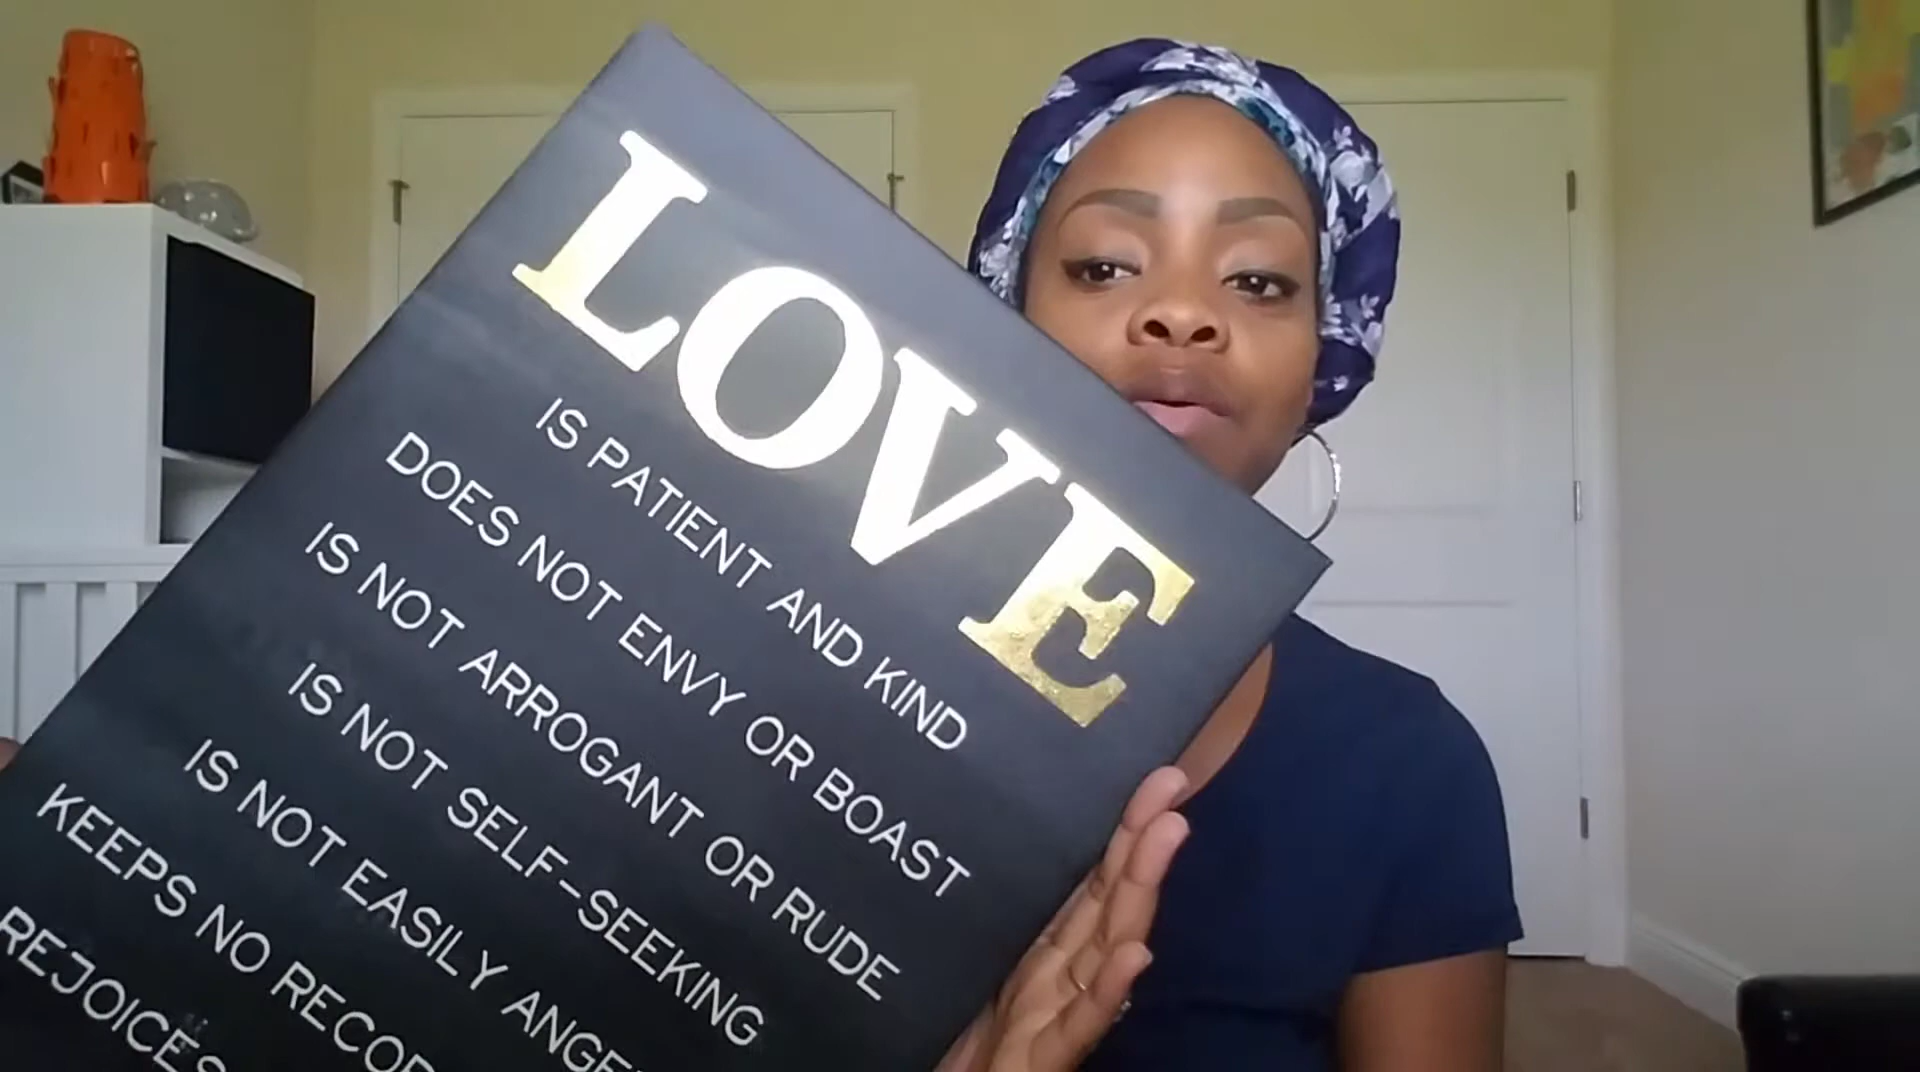 LOVE
IS PATIENT AND KIND
DOES NOT ENVY OR BOAST
IS NOT ARROGANT OR RUDE
IS NOT SELF-SEEKING
IS NOT EASILY
KEEPS NO
REJOICES